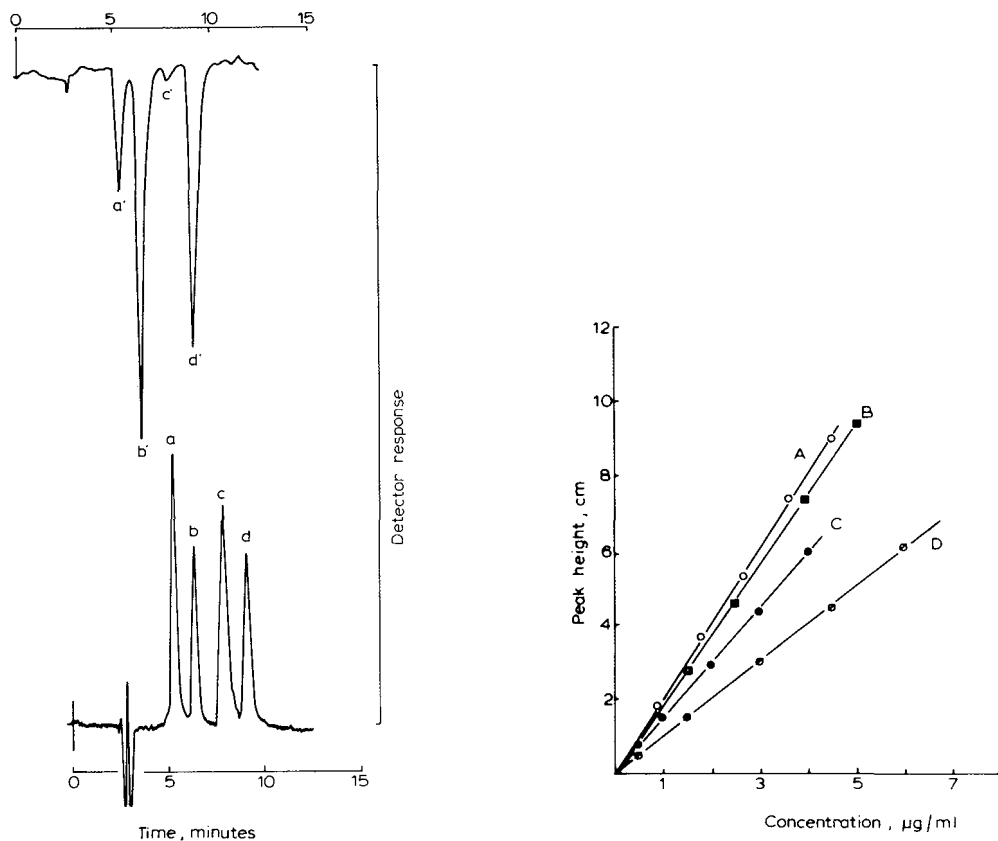 0 5 10 15
a'
b'
c'
d'
a
b
c
d
Detector response
0 5 10 15
Time, minutes
12
10
8
6
4
2
Peak height, cm
A
B
C
D
1 3 5 7
Concentration, μg/ml